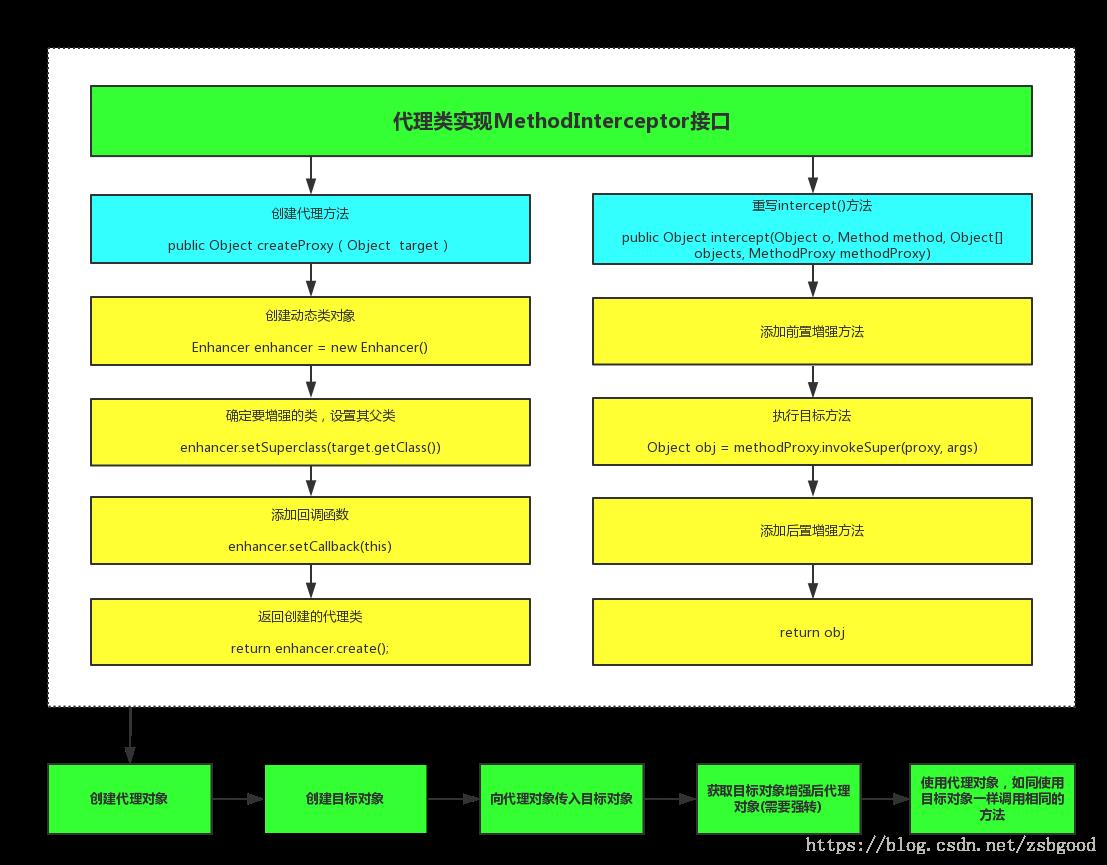 代理类实现MethodInterceptor接口
创建代理方法
public Object createProxy ( Object  target )
创建动态类对象
Enhancer enhancer = new Enhancer()
确定要增强的类，设置其父类
enhancer.setSuperclass(target.getClass())
添加回调函数
enhancer.setCallback(this)
返回创建的代理类
return enhancer.create();
重写intercept()方法
public Object intercept(Object o, Method method, Object[]
objects, MethodProxy methodProxy)
添加前置增强方法
执行目标方法
Object obj = methodProxy.invokeSuper(proxy, args)
添加后置增强方法
return obj
创建代理对象
创建目标对象
向代理对象传入目标对象
获取目标对象增强后代理
对象(需要强转)
使用代理对象，如同使用
目标对象一样调用相同的
方法
https://blog.csdn.net/zsbgood